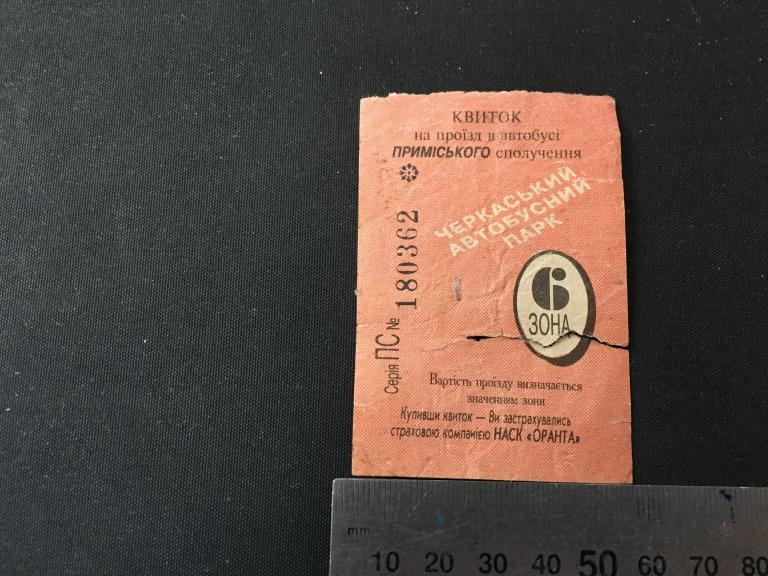 КВИТОК
на проїзд в автобусі
ПРИМІСЬКОГО сполучення
ЧЕРКАСЬКИЙ
АВТОБУСНИЙ
ПАРК
Серія ПС № 180362
6
ЗОНА
Вартість проїзду визначається
значенням зони
Купивши квиток — Ви застрахувались
страховою компанією НАСК «ОРАНТА»
mm
10 20 30 40 50 60 70 80